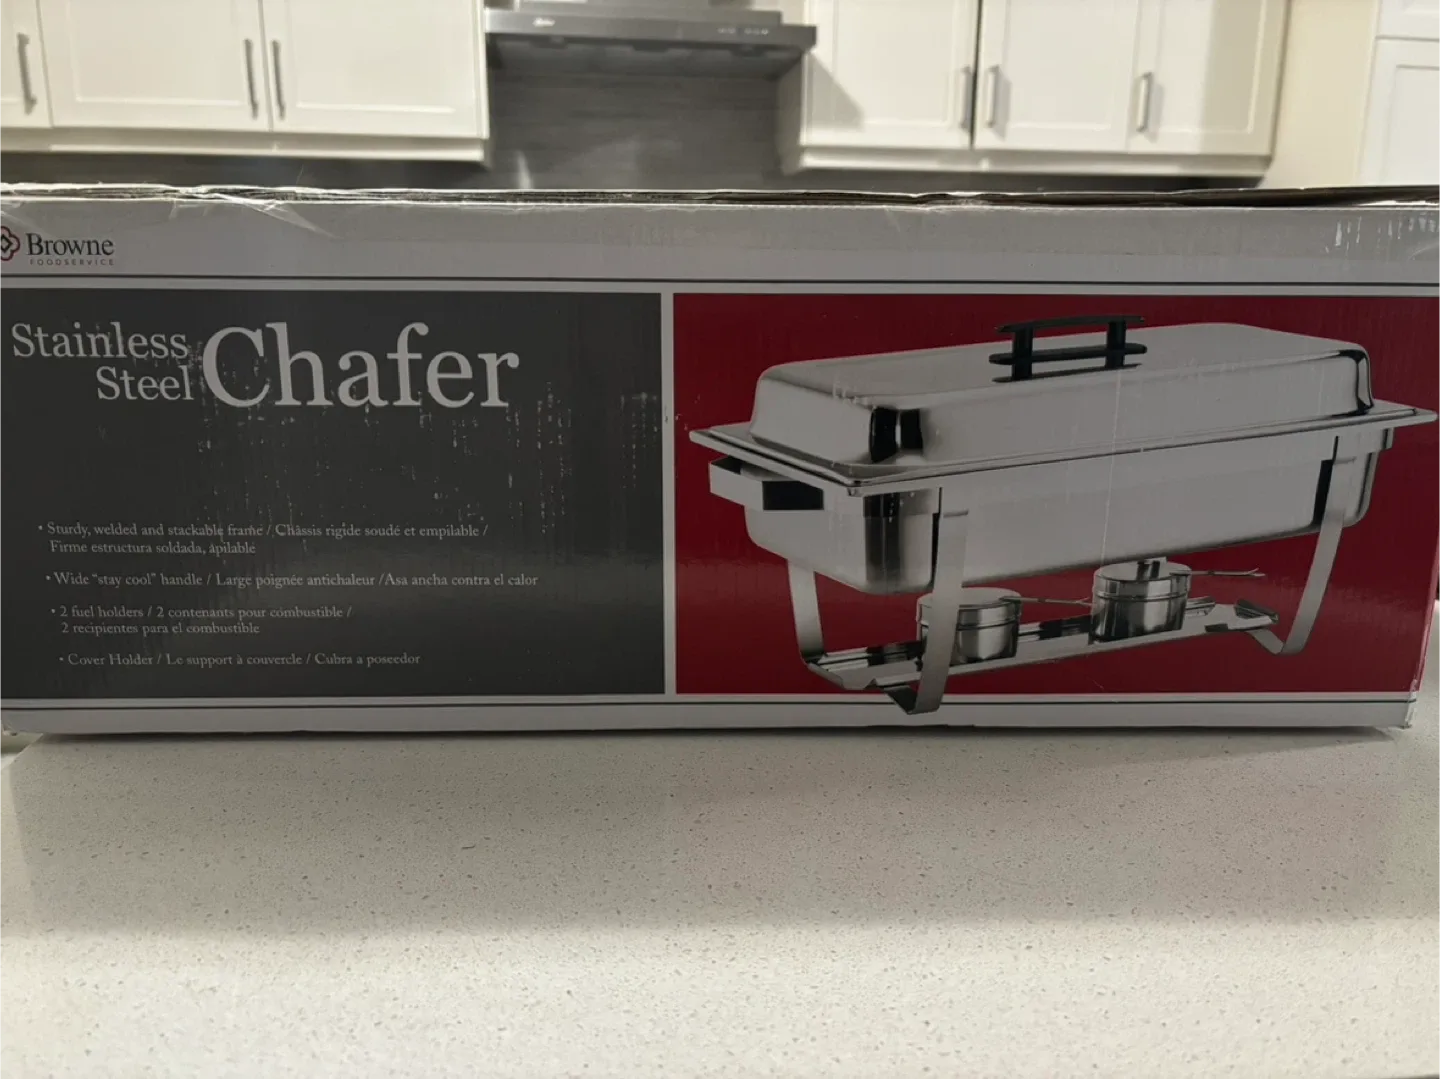 Browne
FOODSERVICE
Stainless
Steel
Chafer
• Sturdy, welded and stackable frame / Châssis rigide soudé et empilable /
Firme estructura soldada, apilable
• Wide "stay cool" handle / Large poignée antichaleur /Asa ancha contra el calor
• 2 fuel holders / 2 contenants pour combustible /
2 recipientes para el combustible
• Cover Holder / Le support à couvercle / Cubra a poseedor